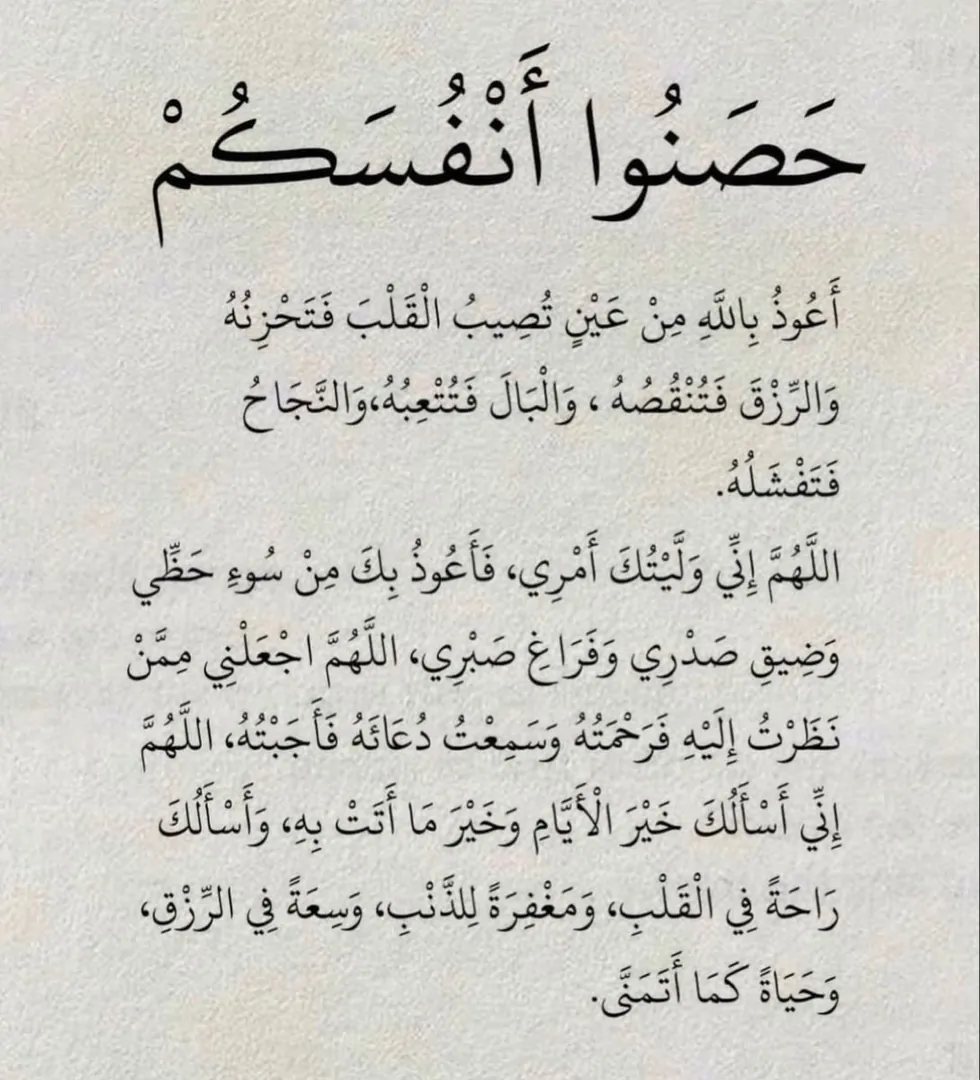 حَصَنُوا أَنْفُسَكُمْ
أَعُوذُ بِاللَّهِ مِنْ عَيْنٍ تُصِيبُ الْقَلْبَ فَتَحْزِنُهُ
وَالرِّزْقَ فَتُنْقُصُهُ ، وَالْبَالَ فَتُتْعِبُهُ،وَالنَّجَاحُ
فَتَفْشَلُهُ.
اللَّهُمَّ إِنِّي وَلَّيْتُكَ أَمْرِي، فَأَعُوذُ بِكَ مِنْ سُوءِ حَظِّي
وَضِيقِ صَدْرِي وَفَرَاغِ صَبْرِي، اللَّهُمَّ اجْعَلْنِي مِمَّنْ
نَظَرْتُ إِلَيْهِ فَرَحْمَتُهُ وَسَمِعْتُ دُعَائَهُ فَأَجَبْتُهُ، اللَّهُمَّ
إِنِّي أَسْأَلُكَ خَيْرَ الْأَيَّامِ وَخَيْرَ مَا أَتَتْ بِهِ، وَأَسْأَلُكَ
رَاحَةً فِي الْقَلْبِ، وَمَغْفِرَةً لِلذَّنْبِ، وَسِعَةً فِي الرِّزْقِ،
وَحَيَاةً كَمَا أَتَمَنَّى.